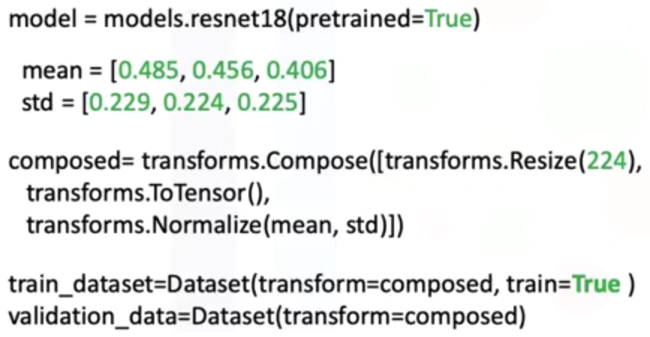 model = models.resnet18(pretrained=True)
mean = [0.485, 0.456, 0.406]
std = [0.229, 0.224, 0.225]
composed= transforms.Compose([transforms.Resize(224),
transforms.ToTensor(),
transforms.Normalize(mean, std)])
train_dataset=Dataset(transform=composed, train=True )
validation_data=Dataset(transform=composed)